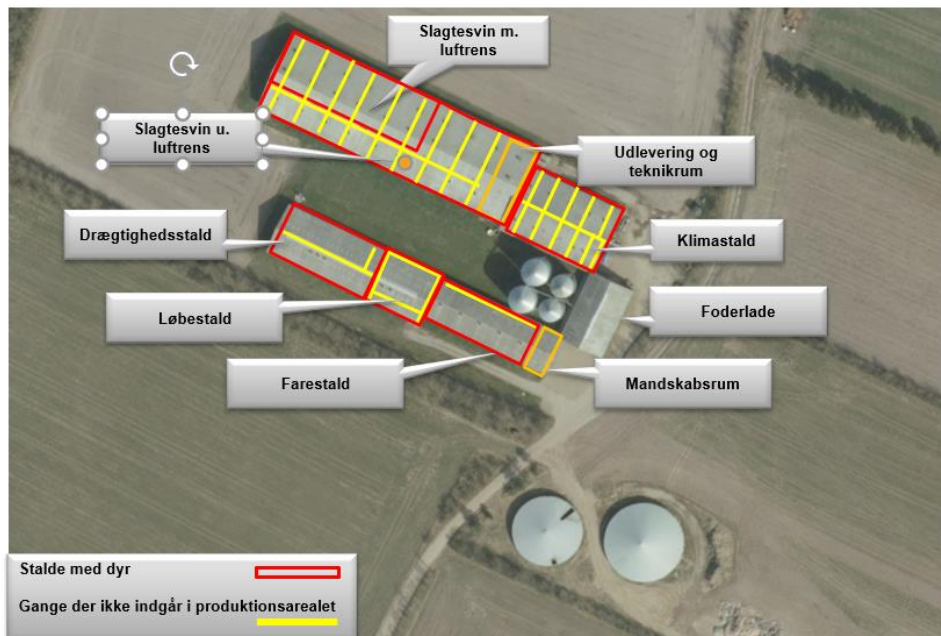 Slagtesvin m.
luftrens
Slagtesvin u.
luftrens
Udlevering og
teknikrum
Drægtighedsstald
Klimastald
Løbestald
Foderlade
Farestald
Mandskabsrum
Stalde med dyr
Gange der ikke indgår i produktionsarealet